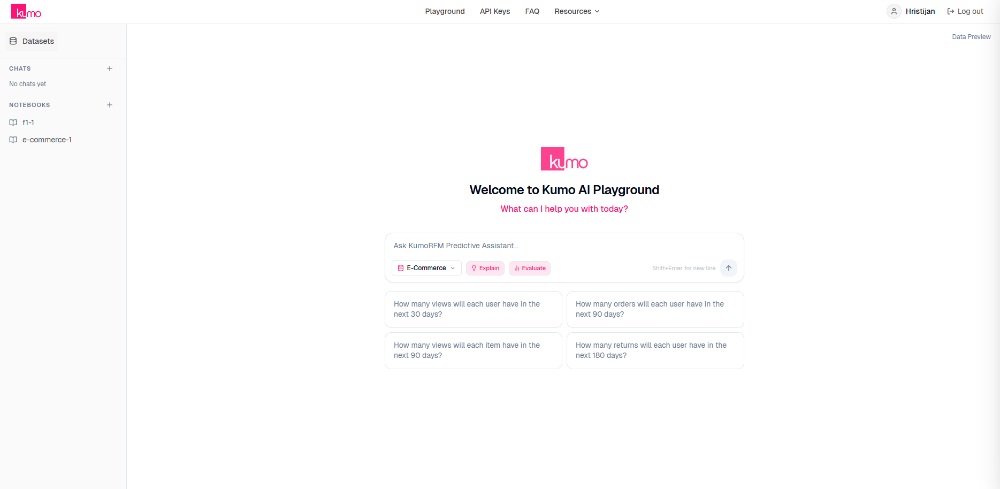 kumo
Playground
API Keys
FAQ
Resources
Hristijan
Log out
Datasets
CHATS
No chats yet
NOTEBOOKS
f1-1
e-commerce-1
Data Preview
kumo
Welcome to Kumo AI Playground
What can I help you with today?
Ask KumoRFM Predictive Assistant…
E-Commerce
Explain
Evaluate
Shift+Enter for new line
How many views will each user have in the
next 30 days?
How many orders will each user have in the
next 90 days?
How many views will each item have in the
next 90 days?
How many returns will each user have in the
next 180 days?